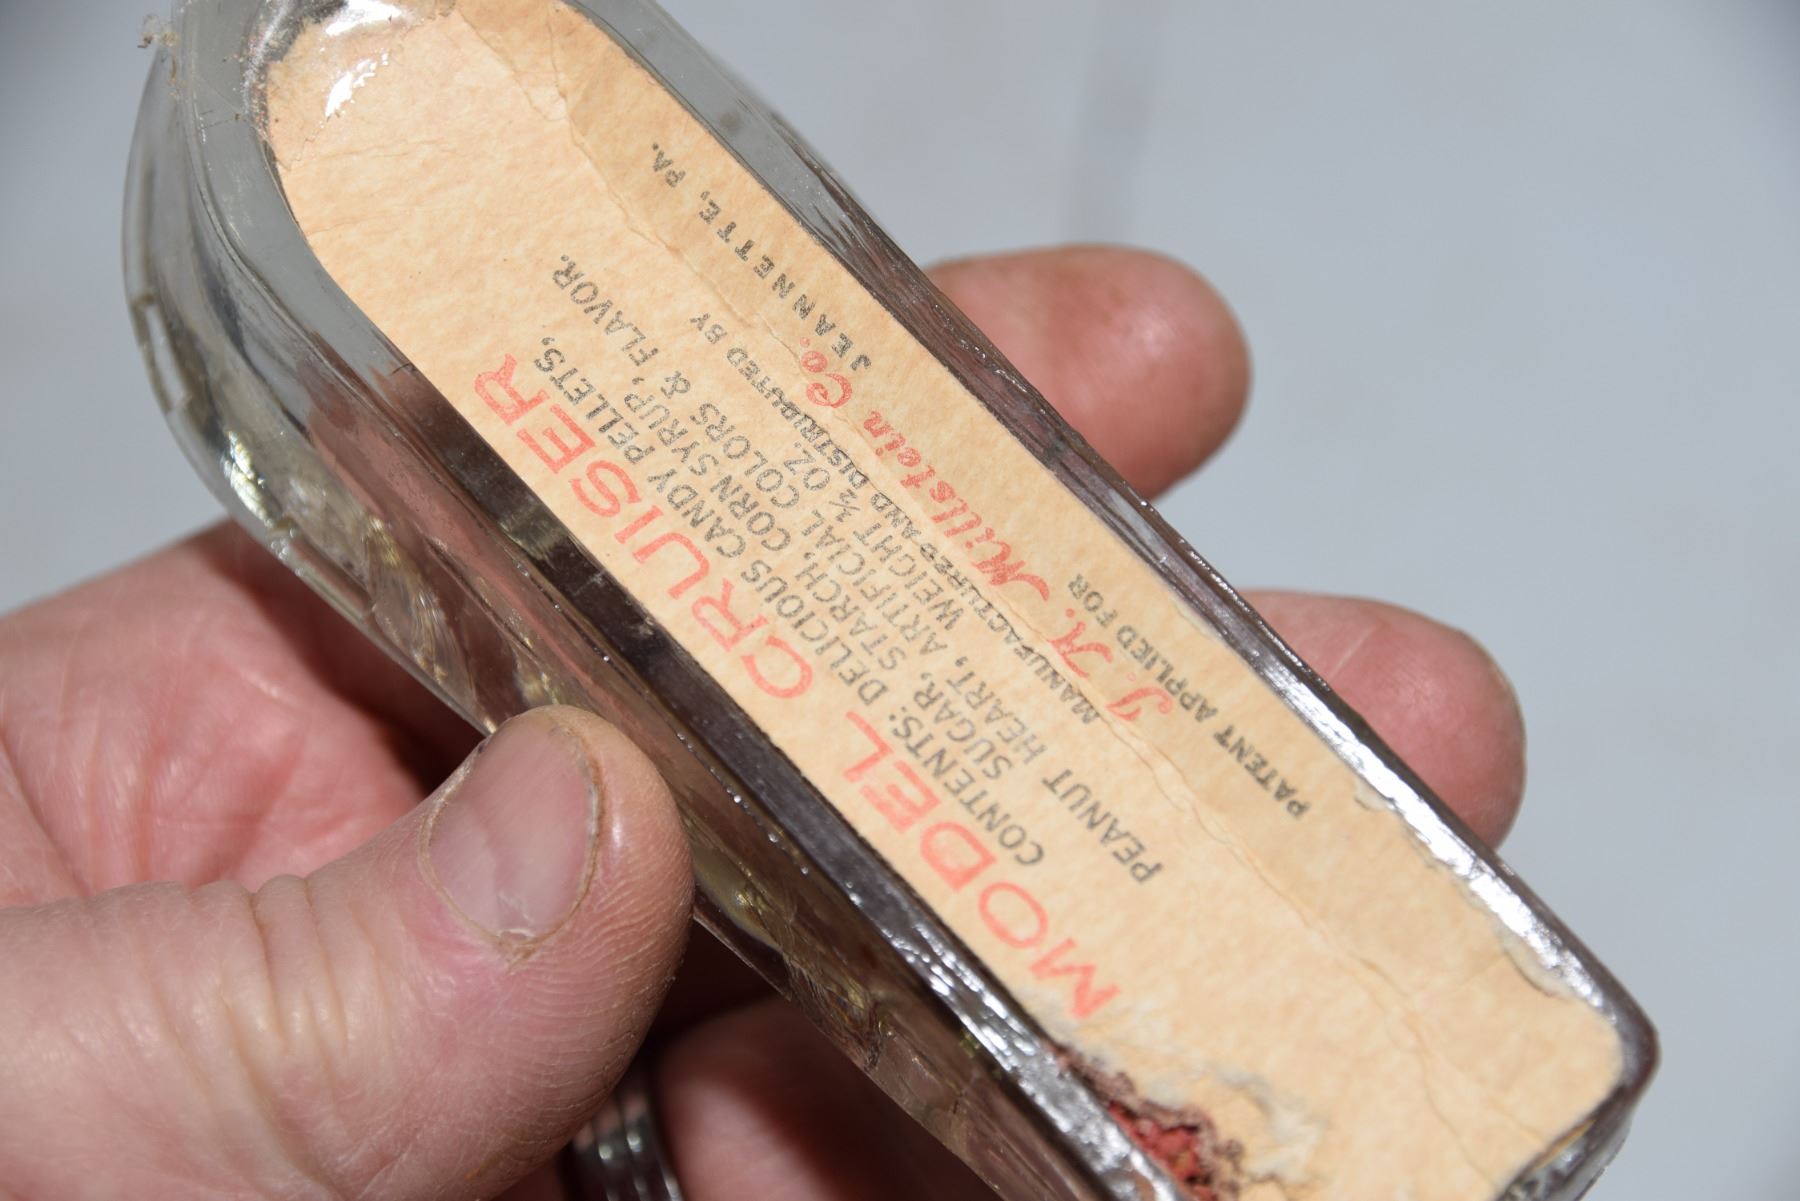 MODEL CRUISER
CONTENTS: DELICIOUS CANDY PELLETS,
SUGAR, STARCH, CORN SYRUP, FLAVOR.
PEANUT HEART, ARTIFICIAL COLORS &
WEIGHT ¾ OZ.
MANUFACTURED AND DISTRIBUTED BY
J. H. Millstein Co.
PATENT APPLIED FOR JEANNETTE, PA.